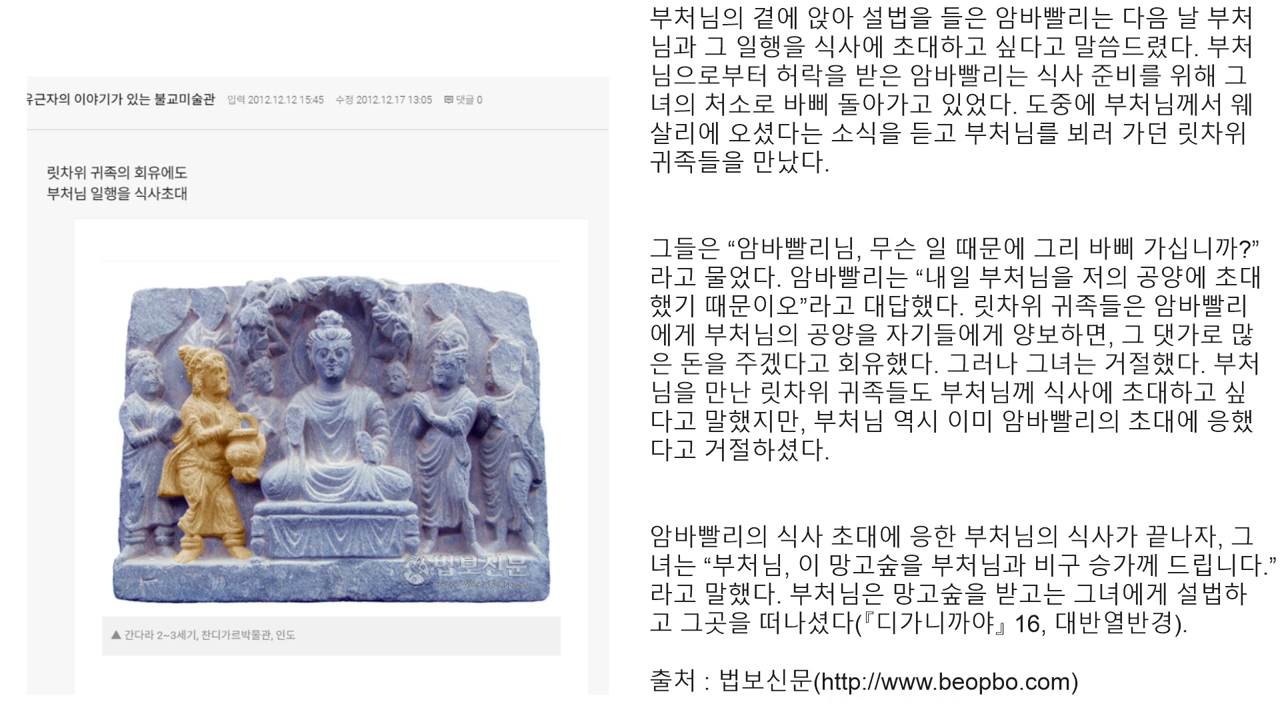 유근자의 이야기가 있는 불교미술관 입력 2012.12.12 15:45 수정 2012.12.17 13:05 댓글 0
릿차위 귀족의 회유에도
부처님 일행을 식사초대
법보신문
▲ 간다라 2~3세기, 찬디가르박물관, 인도
부처님의 곁에 앉아 설법을 들은 암바빨리는 다음 날 부처
님과 그 일행을 식사에 초대하고 싶다고 말씀드렸다. 부처
님으로부터 허락을 받은 암바빨리는 식사 준비를 위해 그
녀의 처소로 바삐 돌아가고 있었다. 도중에 부처님께서 웨
살리에 오셨다는 소식을 듣고 부처님를 뵈러 가던 릿차위
귀족들을 만났다.
그들은 “암바빨리님, 무슨 일 때문에 그리 바삐 가십니까?”
라고 물었다. 암바빨리는 “내일 부처님을 저의 공양에 초대
했기 때문이오”라고 대답했다. 릿차위 귀족들은 암바빨리
에게 부처님의 공양을 자기들에게 양보하면, 그 댓가로 많
은 돈을 주겠다고 회유했다. 그러나 그녀는 거절했다. 부처
님을 만난 릿차위 귀족들도 부처님께 식사에 초대하고 싶
다고 말했지만, 부처님 역시 이미 암바빨리의 초대에 응했
다고 거절하셨다.
암바빨리의 식사 초대에 응한 부처님의 식사가 끝나자, 그
녀는 “부처님, 이 망고숲을 부처님과 비구 승가께 드립니다.”
라고 말했다. 부처님은 망고숲을 받고는 그녀에게 설법하
고 그곳을 떠나셨다(『디가니까야』 16, 대반열반경).
출처 : 법보신문(http://www.beopbo.com)